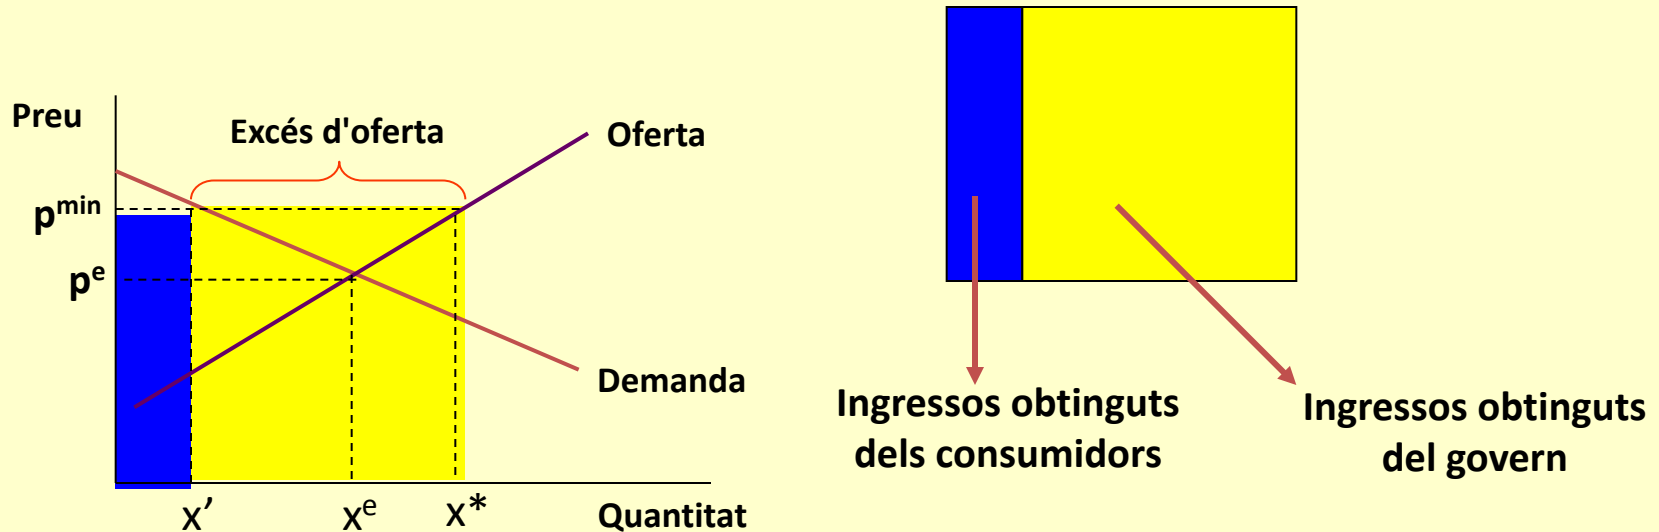 Preu
Excés d'oferta
Oferta
pᵐⁱⁿ
pᵉ
Demanda
x’
xᵉ
x*
Quantitat
Ingressos obtinguts
dels consumidors
Ingressos obtinguts
del govern